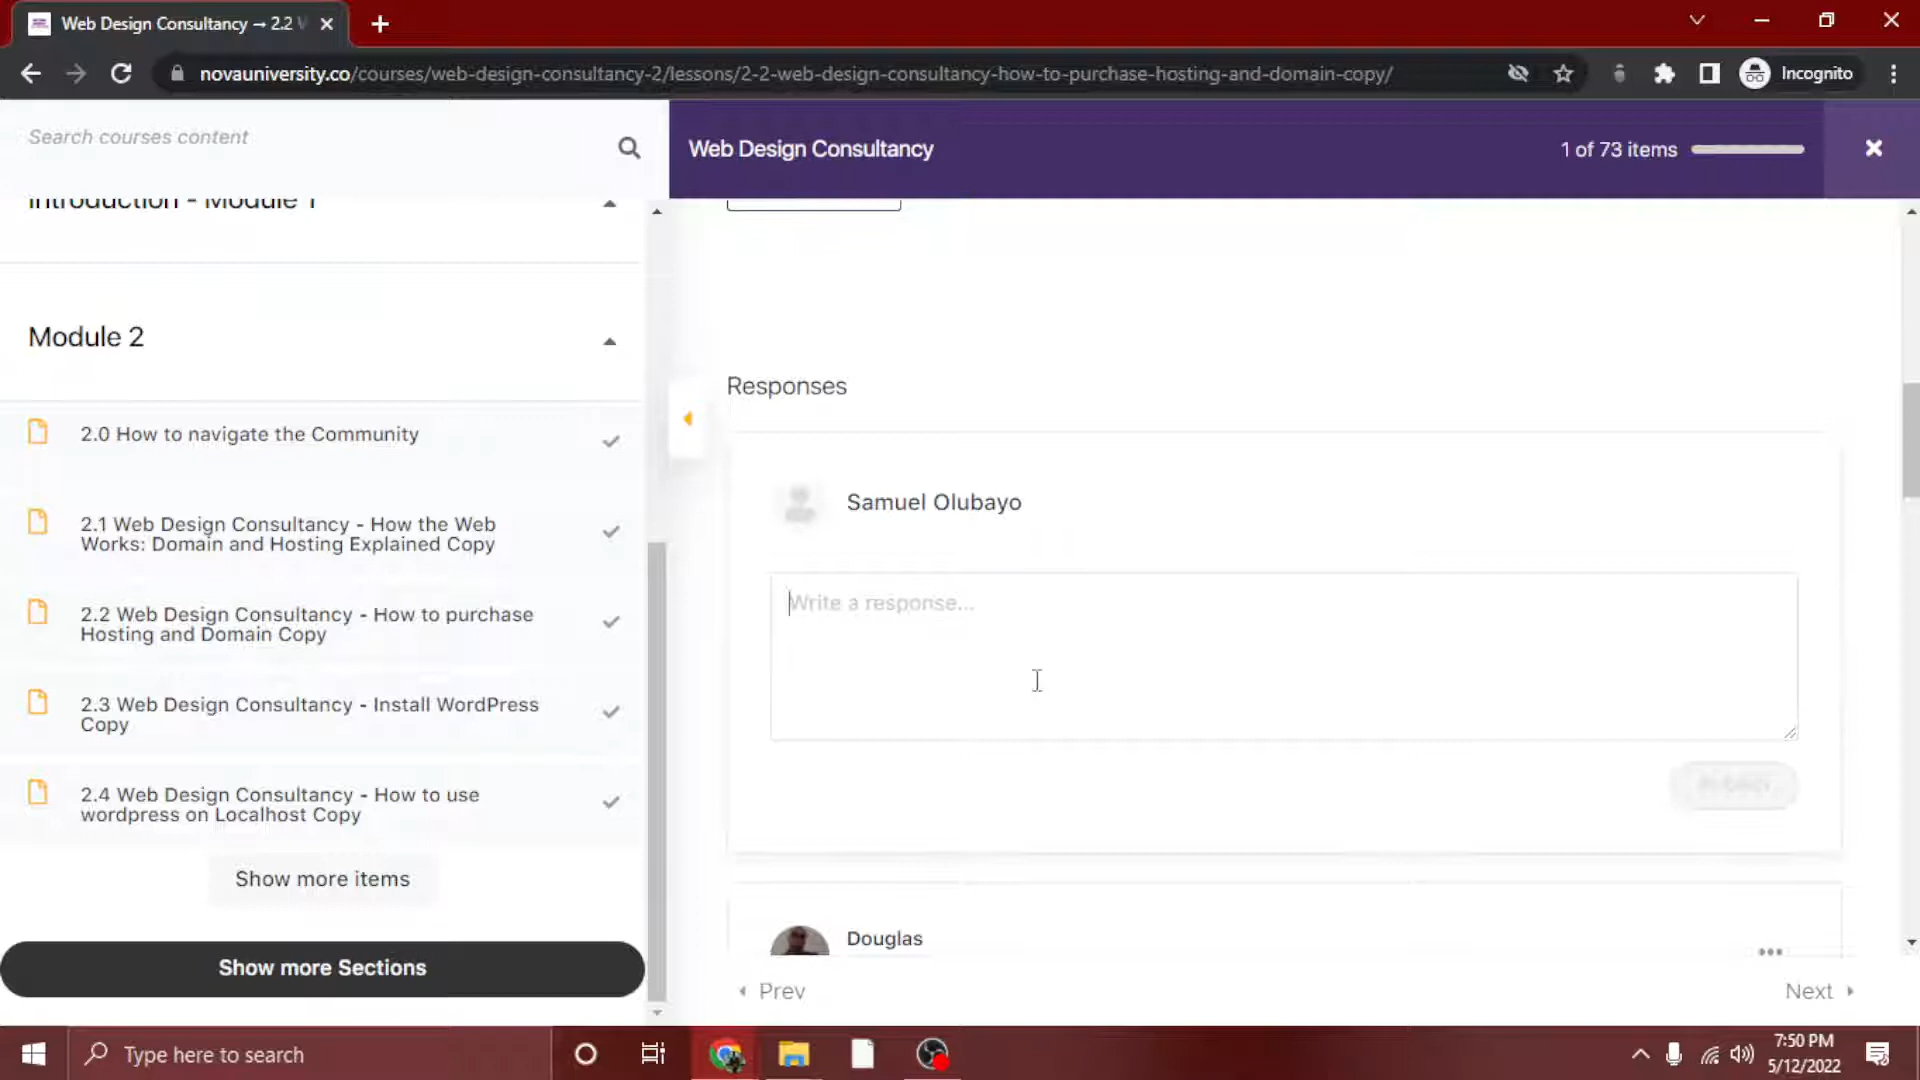 Web Design Consultancy → 2.2
novauniversity.co/courses/web-design-consultancy-2/lessons/2-2-web-design-consultancy-how-to-purchase-hosting-and-domain-copy/
Incognito
Search courses content
Web Design Consultancy
1 of 73 items
Introduction - Module 1
Module 2
2.0 How to navigate the Community
2.1 Web Design Consultancy - How the Web
Works: Domain and Hosting Explained Copy
2.2 Web Design Consultancy - How to purchase
Hosting and Domain Copy
2.3 Web Design Consultancy - Install WordPress
Copy
2.4 Web Design Consultancy - How to use
wordpress on Localhost Copy
Show more items
Show more Sections
Responses
Samuel Olubayo
Write a response...
Publish
Douglas
Prev
Next
Type here to search
7:50 PM
5/12/2022